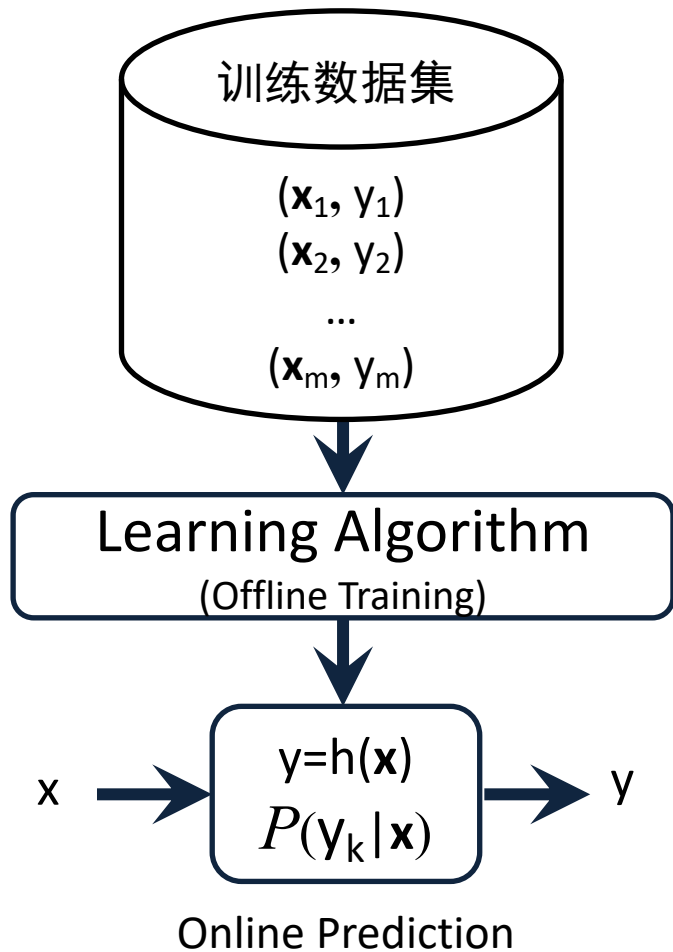 训练数据集
(x₁, y₁)
(x₂, y₂)
...
(xₘ, yₘ)
Learning Algorithm
(Offline Training)
y=h(x)
x
y
P(yₖ|x)
Online Prediction